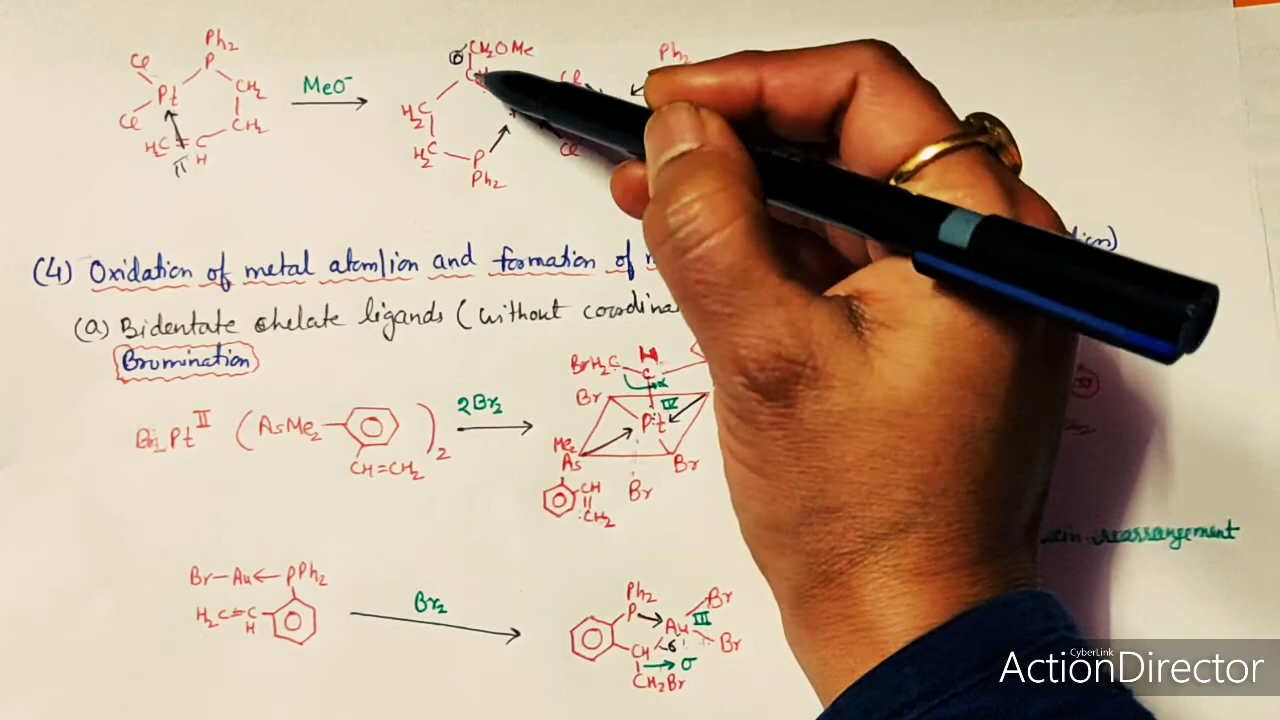 Ph2
P
Cl
Pt
Cl
CH2
CH2
H2C=C
H
π
MeO⁻
σ CH2OMe
H2C
H2C
P
Ph2
Cl
Cl
Ph2
(4) Oxidation of metal atom/ion and formation of
(a) Bidentate chelate ligands (without
Bromination
Br2PtII (AsMe2 CH=CH2)2
2Br2
BrH2C
H
C
α
Br
IV
Pt
Me2
As
Br
Br
CH
CH2
rearrangement
Br-Au PPh2
H2C=C
H
Br2
Ph2
P
Au
III
Br
Br
CH σ
σ
CH2Br
CyberLink
ActionDirector